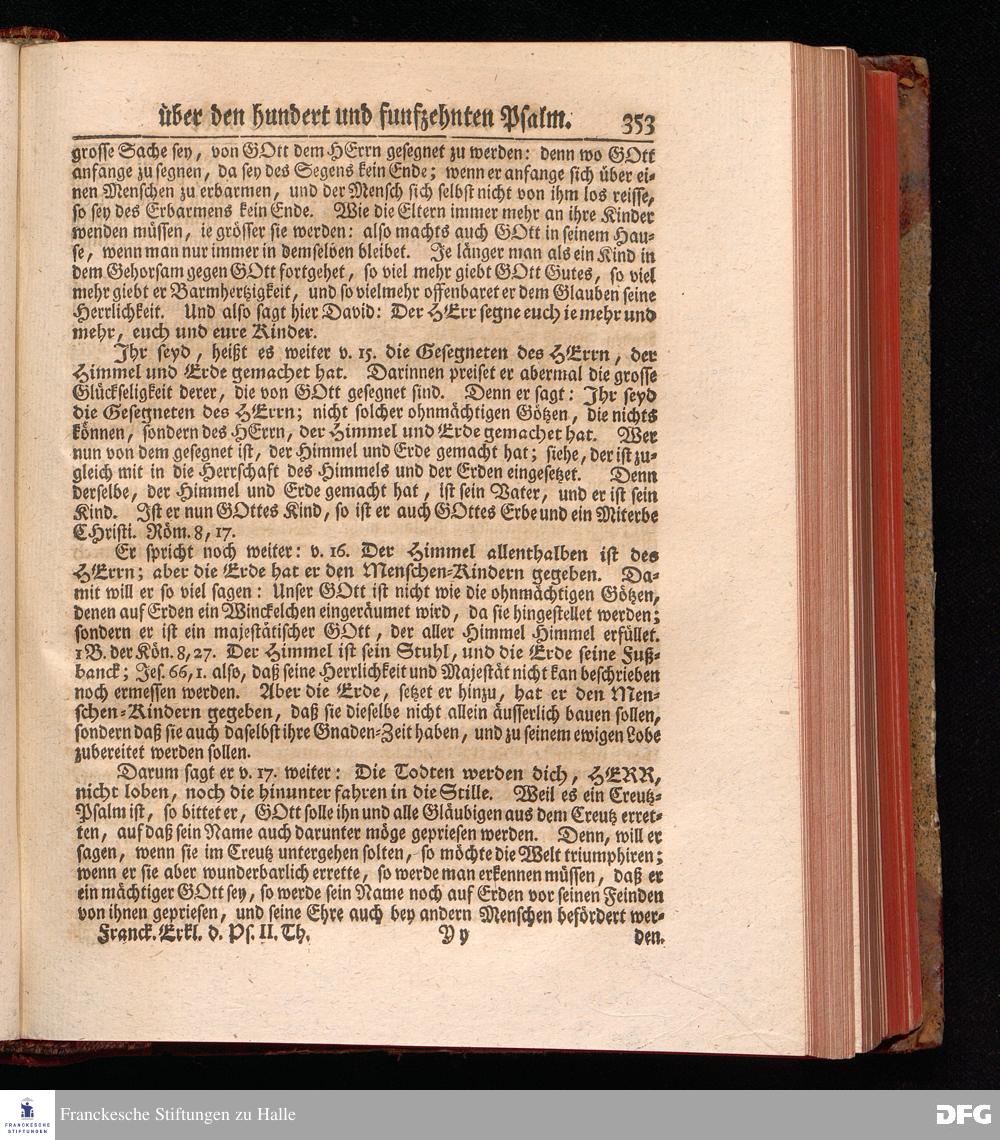 über den hundert und funfzehnten Psalm. 353
grosse Sache sey, von GOtt dem HErrn gesegnet zu werden: denn wo GOtt
anfange zu segnen, da sey des Segens kein Ende; wenn er anfange sich über ei-
nen Menschen zu erbarmen, und der Mensch sich selbst nicht von ihm los reisse,
so sey des Erbarmens kein Ende. Wie die Eltern immer mehr an ihre Kinder
wenden müssen, ie grösser sie werden: also machts auch GOtt in seinem Hau-
se, wenn man nur immer in demselben bleibet. Je länger man als ein Kind in
dem Gehorsam gegen GOtt fortgehet, so viel mehr giebt GOtt Gutes, so viel
mehr giebt er Barmhertzigkeit, und so vielmehr offenbaret er dem Glauben seine
Herrlichkeit. Und also sagt hier David: Der HErr segne euch ie mehr und
mehr, euch und eure Kinder.
Ihr seyd, heißt es weiter v. 15. die Gesegneten des HErrn, der
Himmel und Erde gemachet hat. Darinnen preiset er abermal die grosse
Glückseligkeit derer, die von GOtt gesegnet sind. Denn er sagt: Ihr seyd
die Gesegneten des HErrn; nicht solcher ohnmächtigen Götzen, die nichts
können, sondern des HErrn, der Himmel und Erde gemachet hat. Wer
nun von dem gesegnet ist, der Himmel und Erde gemacht hat; siehe, der ist zu-
gleich mit in die Herrschaft des Himmels und der Erden eingesetzet. Denn
derselbe, der Himmel und Erde gemacht hat, ist sein Vater, und er ist sein
Kind. Ist er nun GOttes Kind, so ist er auch GOttes Erbe und ein Miterbe
CHristi. Röm. 8, 17.
Er spricht noch weiter: v. 16. Der Himmel allenthalben ist des
HErrn; aber die Erde hat er den Menschen-Kindern gegeben. Da-
mit will er so viel sagen: Unser GOtt ist nicht wie die ohnmächtigen Götzen,
denen auf Erden ein Winckelchen eingeräumet wird, da sie hingestellet werden;
sondern er ist ein majestätischer GOtt, der aller Himmel Himmel erfüllet.
1 B. der Kön. 8, 27. Der Himmel ist sein Stuhl, und die Erde seine Fuß-
banck; Jes. 66, 1. also, daß seine Herrlichkeit und Majestät nicht kan beschrieben
noch ermessen werden. Aber die Erde, setzet er hinzu, hat er den Men-
schen-Kindern gegeben, daß sie dieselbe nicht allein äusserlich bauen sollen,
sondern daß sie auch daselbst ihre Gnaden-Zeit haben, und zu seinem ewigen Lobe
zubereitet werden sollen.
Darum sagt er v. 17. weiter: Die Todten werden dich, HERR,
nicht loben, noch die hinunter fahren in die Stille. Weil es ein Creutz-
Psalm ist, so bittet er, GOtt solle ihn und alle Gläubigen aus dem Creutz erret-
ten, auf daß sein Name auch darunter möge gepriesen werden. Denn, will er
sagen, wenn sie im Creutz untergehen solten, so möchte die Welt triumphiren;
wenn er sie aber wunderbarlich errette, so werde man erkennen müssen, daß er
ein mächtiger GOtt sey, so werde sein Name noch auf Erden vor seinen Feinden
von ihnen gepriesen, und seine Ehre auch bey andern Menschen befördert wer-
Franck. Erkl. d. Ps. II. Th. Y y den.
FRANCKESCHE
STIFTUNGEN
Franckesche Stiftungen zu Halle
DFG